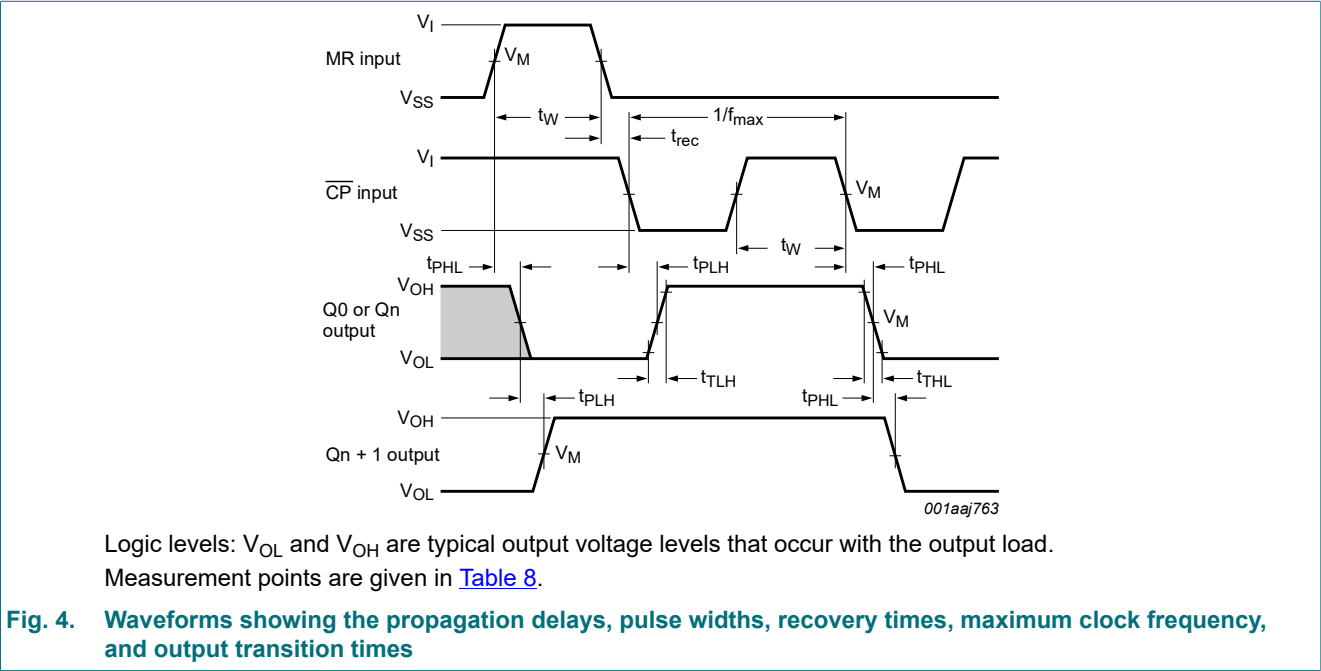 VI
MR input
VM
VSS
tW
1/fmax
trec
VI
CP input
VM
VSS
tW
tPHL
tPLH
tPHL
VOH
Q0 or Qn
output
VM
VOL
tTLH
tTHL
tPLH
tPHL
VOH
Qn + 1 output
VM
VOL
001aaj763
Logic levels: VOL and VOH are typical output voltage levels that occur with the output load.
Measurement points are given in Table 8.
Fig. 4. Waveforms showing the propagation delays, pulse widths, recovery times, maximum clock frequency,
and output transition times